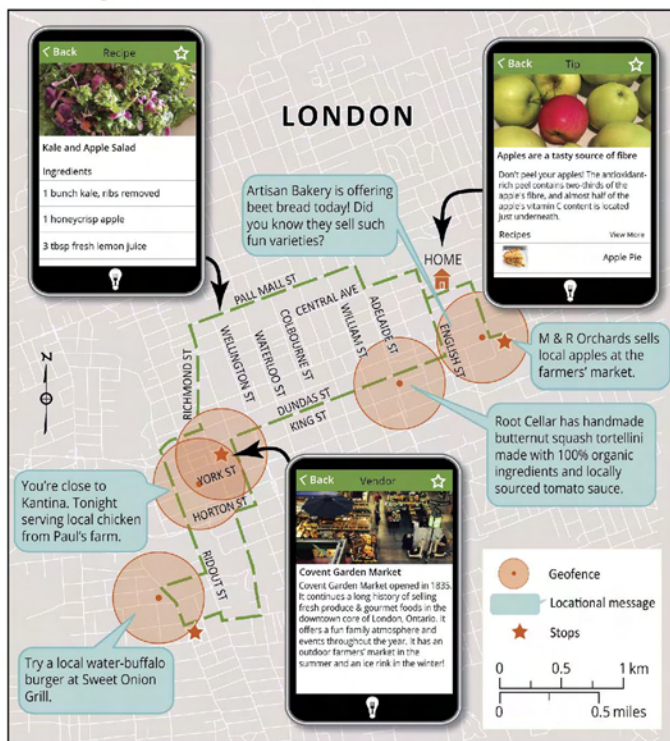 Back Recipe
Kale and Apple Salad
Ingredients
1 bunch kale, ribs removed
1 honeycrisp apple
3 tbsp fresh lemon juice
LONDON
Back Tip
Apples are a tasty source of fibre
Don't peel your apples! The antioxidant-
rich peel contains two-thirds of the
apple's fibre, and almost half of the
apple's vitamin C content is located
just underneath.
Recipes View More
Apple Pie
Artisan Bakery is offering
beet bread today! Did
you know they sell such
fun varieties?
HOME
PALL MALL ST
CENTRAL AVE
RICHMOND ST
WELLINGTON ST
WATERLOO ST
COLBOURNE ST
WILLIAM ST
ADELAIDE ST
ENGLISH ST
DUNDAS ST
KING ST
M & R Orchards sells
local apples at the
farmers' market.
N
Root Cellar has handmade
butternut squash tortellini
made with 100% organic
ingredients and locally
sourced tomato sauce.
YORK ST
HORTON ST
RIDOUT ST
You're close to
Kantina. Tonight
serving local chicken
from Paul's farm.
Back Vendor
Covent Garden Market
Covent Garden Market opened in 1835.
It continues a long history of selling
fresh produce & gourmet foods in the
downtown core of London, Ontario. It
offers a fun family atmosphere and
events throughout the year. It has an
outdoor farmers' market in the
summer and an ice rink in the winter!
Try a local water-buffalo
burger at Sweet Onion
Grill.
Geofence
Locational message
Stops
0 0.5 1 km
0 0.5 miles